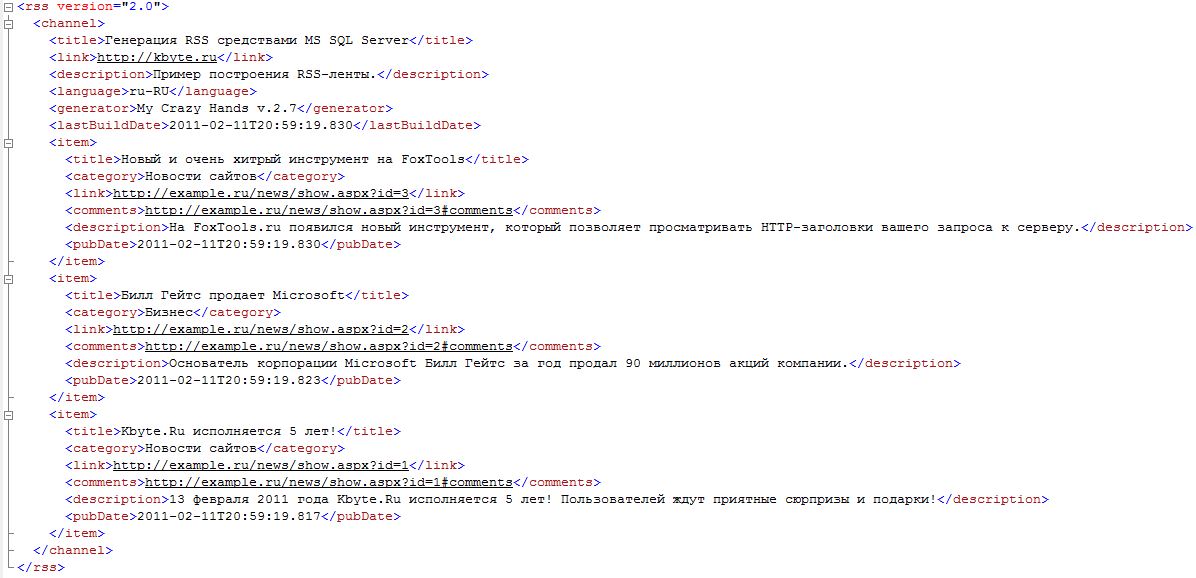 <rss version="2.0">
<channel>
<title>Генерация RSS средствами MS SQL Server</title>
<link>http://kbyte.ru</link>
<description>Пример построения RSS-ленты.</description>
<language>ru-RU</language>
<generator>My Crazy Hands v.2.7</generator>
<lastBuildDate>2011-02-11T20:59:19.830</lastBuildDate>
<item>
<title>Новый и очень хитрый инструмент на FoxTools</title>
<category>Новости сайтов</category>
<link>http://example.ru/news/show.aspx?id=3</link>
<comments>http://example.ru/news/show.aspx?id=3#comments</comments>
<description>На FoxTools.ru появился новый инструмент, который позволяет просматривать HTTP-заголовки вашего запроса к серверу.</description>
<pubDate>2011-02-11T20:59:19.830</pubDate>
</item>
<item>
<title>Билл Гейтс продает Microsoft</title>
<category>Бизнес</category>
<link>http://example.ru/news/show.aspx?id=2</link>
<comments>http://example.ru/news/show.aspx?id=2#comments</comments>
<description>Основатель корпорации Microsoft Билл Гейтс за год продал 90 миллионов акций компании.</description>
<pubDate>2011-02-11T20:59:19.823</pubDate>
</item>
<item>
<title>Kbyte.Ru исполняется 5 лет!</title>
<category>Новости сайтов</category>
<link>http://example.ru/news/show.aspx?id=1</link>
<comments>http://example.ru/news/show.aspx?id=1#comments</comments>
<description>13 февраля 2011 года Kbyte.Ru исполняется 5 лет! Пользователей ждут приятные сюрпризы и подарки!</description>
<pubDate>2011-02-11T20:59:19.817</pubDate>
</item>
</channel>
</rss>